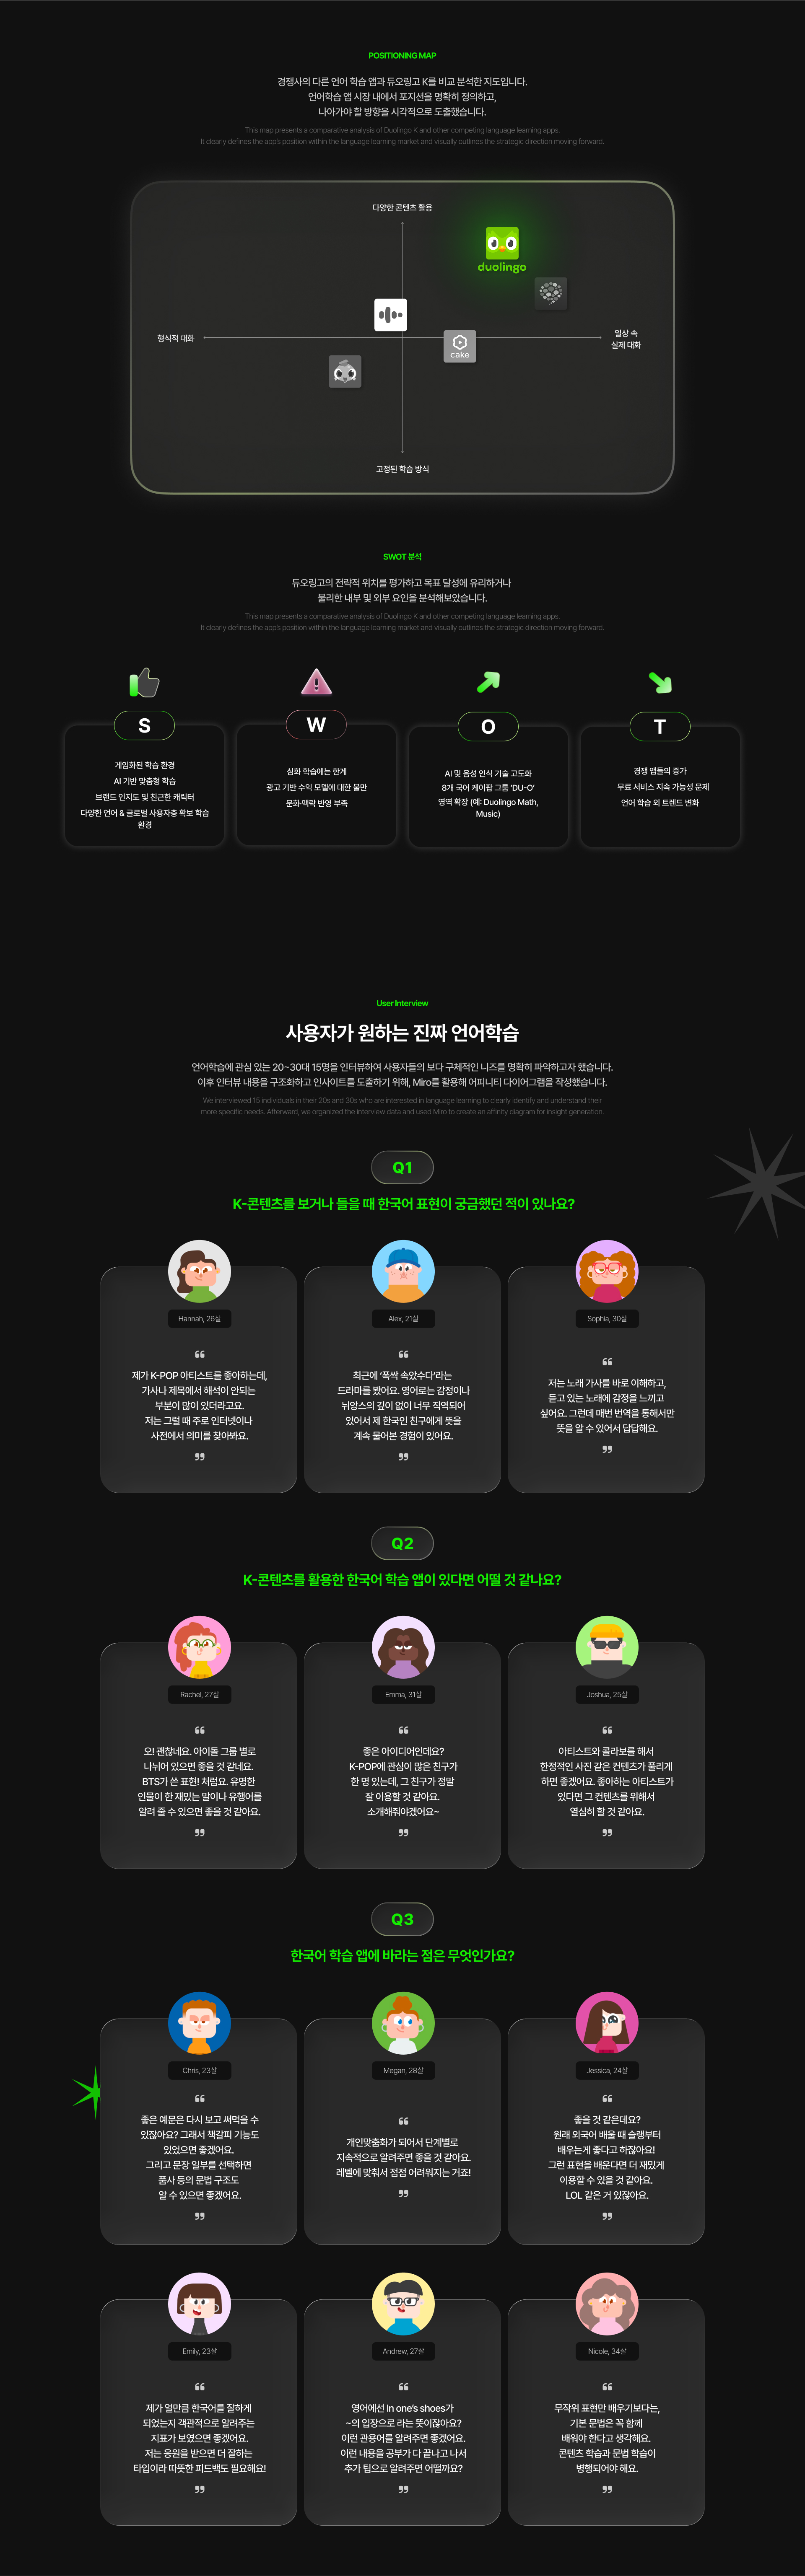 POSITIONING MAP
경쟁사의 다른 언어 학습 앱과 듀오링고 K를 비교 분석한 지도입니다.
언어학습 앱 시장 내에서 포지션을 명확히 정의하고,
나아가야 할 방향을 시각적으로 도출했습니다.
This map presents a comparative analysis of Duolingo K and other competing language learning apps.
It clearly defines the app's position within the language learning market and visually outlines the strategic direction moving forward.
다양한 콘텐츠 활용
duolingo
형식적 대화
일상 속
실제 대화
cake
고정된 학습 방식
SWOT 분석
듀오링고의 전략적 위치를 평가하고 목표 달성에 유리하거나
불리한 내부 및 외부 요인을 분석해보았습니다.
This map presents a comparative analysis of Duolingo K and other competing language learning apps.
It clearly defines the app's position within the language learning market and visually outlines the strategic direction moving forward.
S
게임화된 학습 환경
AI 기반 맞춤형 학습
브랜드 인지도 및 친근한 캐릭터
다양한 언어 & 글로벌 사용자층 확보 학습
환경
W
심화 학습에는 한계
광고 기반 수익 모델에 대한 불만
문화·맥락 반영 부족
O
AI 및 음성 인식 기술 고도화
8개 국어 케이팝 그룹 ‘DU-O’
영역 확장 (예: Duolingo Math,
Music)
T
경쟁 앱들의 증가
무료 서비스 지속 가능성 문제
언어 학습 외 트렌드 변화
User Interview
사용자가 원하는 진짜 언어학습
언어학습에 관심 있는 20~30대 15명을 인터뷰하여 사용자들의 보다 구체적인 니즈를 명확히 파악하고자 했습니다.
이후 인터뷰 내용을 구조화하고 인사이트를 도출하기 위해, Miro를 활용해 어피니티 다이어그램을 작성했습니다.
We interviewed 15 individuals in their 20s and 30s who are interested in language learning to clearly identify and understand their
more specific needs. Afterward, we organized the interview data and used Miro to create an affinity diagram for insight generation.
Q1
K-콘텐츠를 보거나 들을 때 한국어 표현이 궁금했던 적이 있나요?
Hannah, 26살
“
제가 K-POP 아티스트를 좋아하는데,
가사나 제목에서 해석이 안되는
부분이 많이 있더라고요.
저는 그럴 때 주로 인터넷이나
사전에서 의미를 찾아봐요.
”
Alex, 21살
“
최근에 ‘폭싹 속았수다’라는
드라마를 봤어요. 영어로는 감정이나
뉘앙스의 깊이 없이 너무 직역되어
있어서 제 한국인 친구에게 뜻을
계속 물어본 경험이 있어요.
”
Sophia, 30살
“
저는 노래 가사를 바로 이해하고,
듣고 있는 노래에 감정을 느끼고
싶어요. 그런데 매번 번역을 통해서만
뜻을 알 수 있어서 답답해요.
”
Q2
K-콘텐츠를 활용한 한국어 학습 앱이 있다면 어떨 것 같나요?
Rachel, 27살
“
오! 괜찮네요. 아이돌 그룹 별로
나뉘어 있으면 좋을 것 같네요.
BTS가 쓴 표현! 처럼요. 유명한
인물이 한 재밌는 말이나 유행어를
알려 줄 수 있으면 좋을 것 같아요.
”
Emma, 31살
“
좋은 아이디어인데요?
K-POP에 관심이 많은 친구가
한 명 있는데, 그 친구가 정말
잘 이용할 것 같아요.
소개해줘야겠어요~
”
Joshua, 25살
“
아티스트와 콜라보를 해서
한정적인 사진 같은 컨텐츠가 풀리게
하면 좋겠어요. 좋아하는 아티스트가
있다면 그 컨텐츠를 위해서
열심히 할 것 같아요.
”
Q3
한국어 학습 앱에 바라는 점은 무엇인가요?
Chris, 23살
“
좋은 예문은 다시 보고 써먹을 수
있잖아요? 그래서 책갈피 기능도
있었으면 좋겠어요.
그리고 문장 일부를 선택하면
품사 등의 문법 구조도
알 수 있으면 좋겠어요.
”
Megan, 28살
“
개인맞춤화가 되어서 단계별로
지속적으로 알려주면 좋을 것 같아요.
레벨에 맞춰서 점점 어려워지는 거죠!
”
Jessica, 24살
“
좋을 것 같은데요?
원래 외국어 배울 때 슬랭부터
배우는게 좋다고 하잖아요!
그런 표현을 배운다면 더 재밌게
이용할 수 있을 것 같아요.
LOL 같은 거 있잖아요.
”
Emily, 23살
“
제가 얼만큼 한국어를 잘하게
되었는지 객관적으로 알려주는
지표가 보였으면 좋겠어요.
저는 응원을 받으면 더 잘하는
타입이라 따뜻한 피드백도 필요해요!
”
Andrew, 27살
“
영어에선 In one's shoes가
~의 입장으로 라는 뜻이잖아요?
이런 관용어를 알려주면 좋겠어요.
이런 내용을 공부가 다 끝나고 나서
추가 팁으로 알려주면 어떨까요?
”
Nicole, 34살
“
무작위 표현만 배우기보다는,
기본 문법은 꼭 함께
배워야 한다고 생각해요.
콘텐츠 학습과 문법 학습이
병행되어야 해요.
”